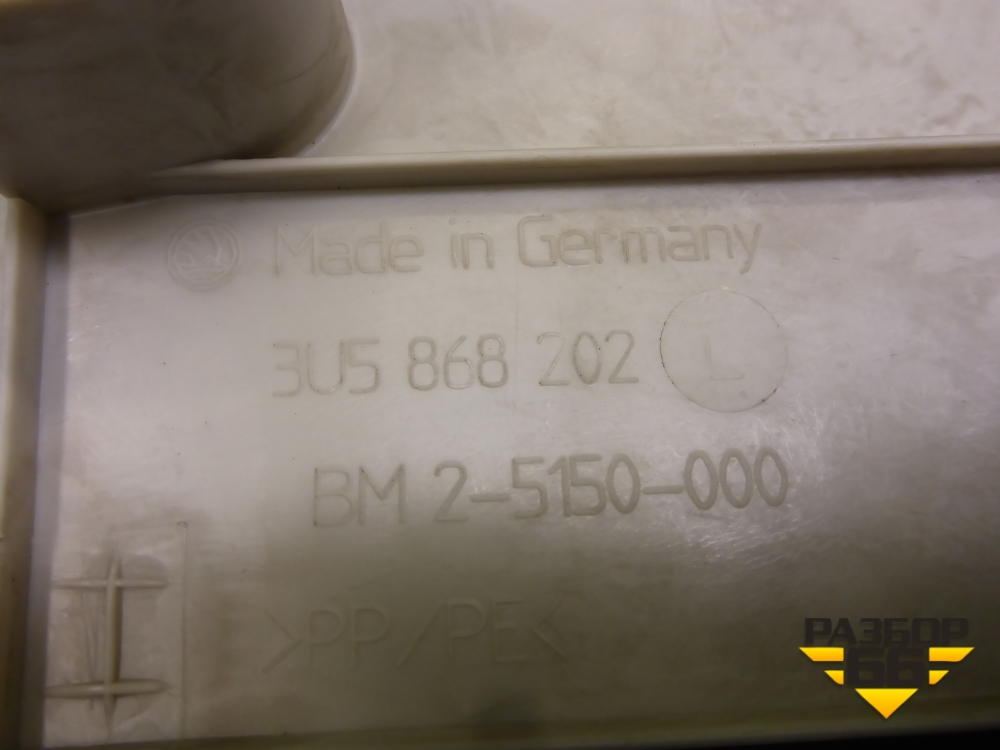 Made in Germany
3U5 868 202 L
BM 2-5150-000
>PP/PE<
РАЗБОР
66